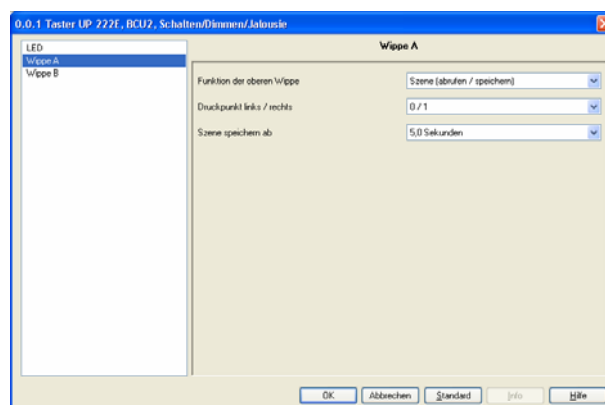 0.0.1 Taster UP 222E, BCU2, Schalten/Dimmen/Jalousie
LED
Wippe A
Wippe B
Wippe A
Funktion der oberen Wippe
Szene (abrufen / speichern)
Druckpunkt links / rechts
0 / 1
Szene speichern ab
5,0 Sekunden
OK
Abbrechen
Standard
Info
Hilfe